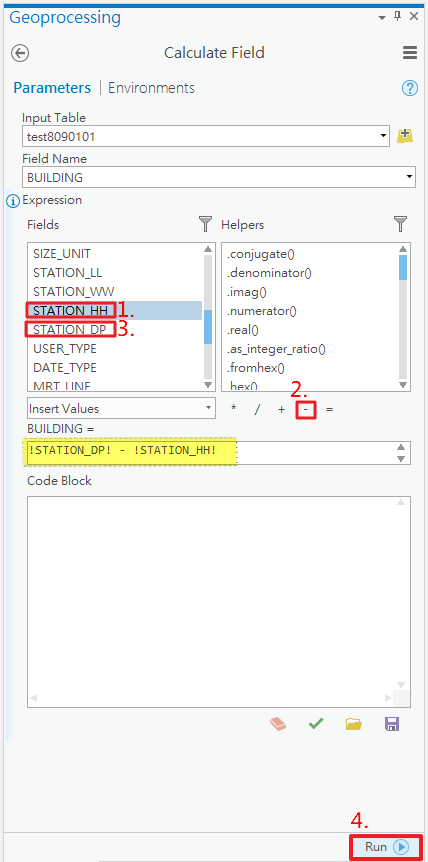 Geoprocessing
Calculate Field
Parameters | Environments
Input Table
test8090101
Field Name
BUILDING
Expression
Fields
Helpers
SIZE_UNIT
STATION_LL
STATION_WW
STATION_HH 1.
STATION_DP 3.
USER_TYPE
DATE_TYPE
MRT_LINE
.conjugate()
.denominator()
.imag()
.numerator()
.real()
.as_integer_ratio()
.fromhex()
.hex()
2.
Insert Values
* / + - =
BUILDING =
!STATION_DP! - !STATION_HH!
Code Block
4.
Run